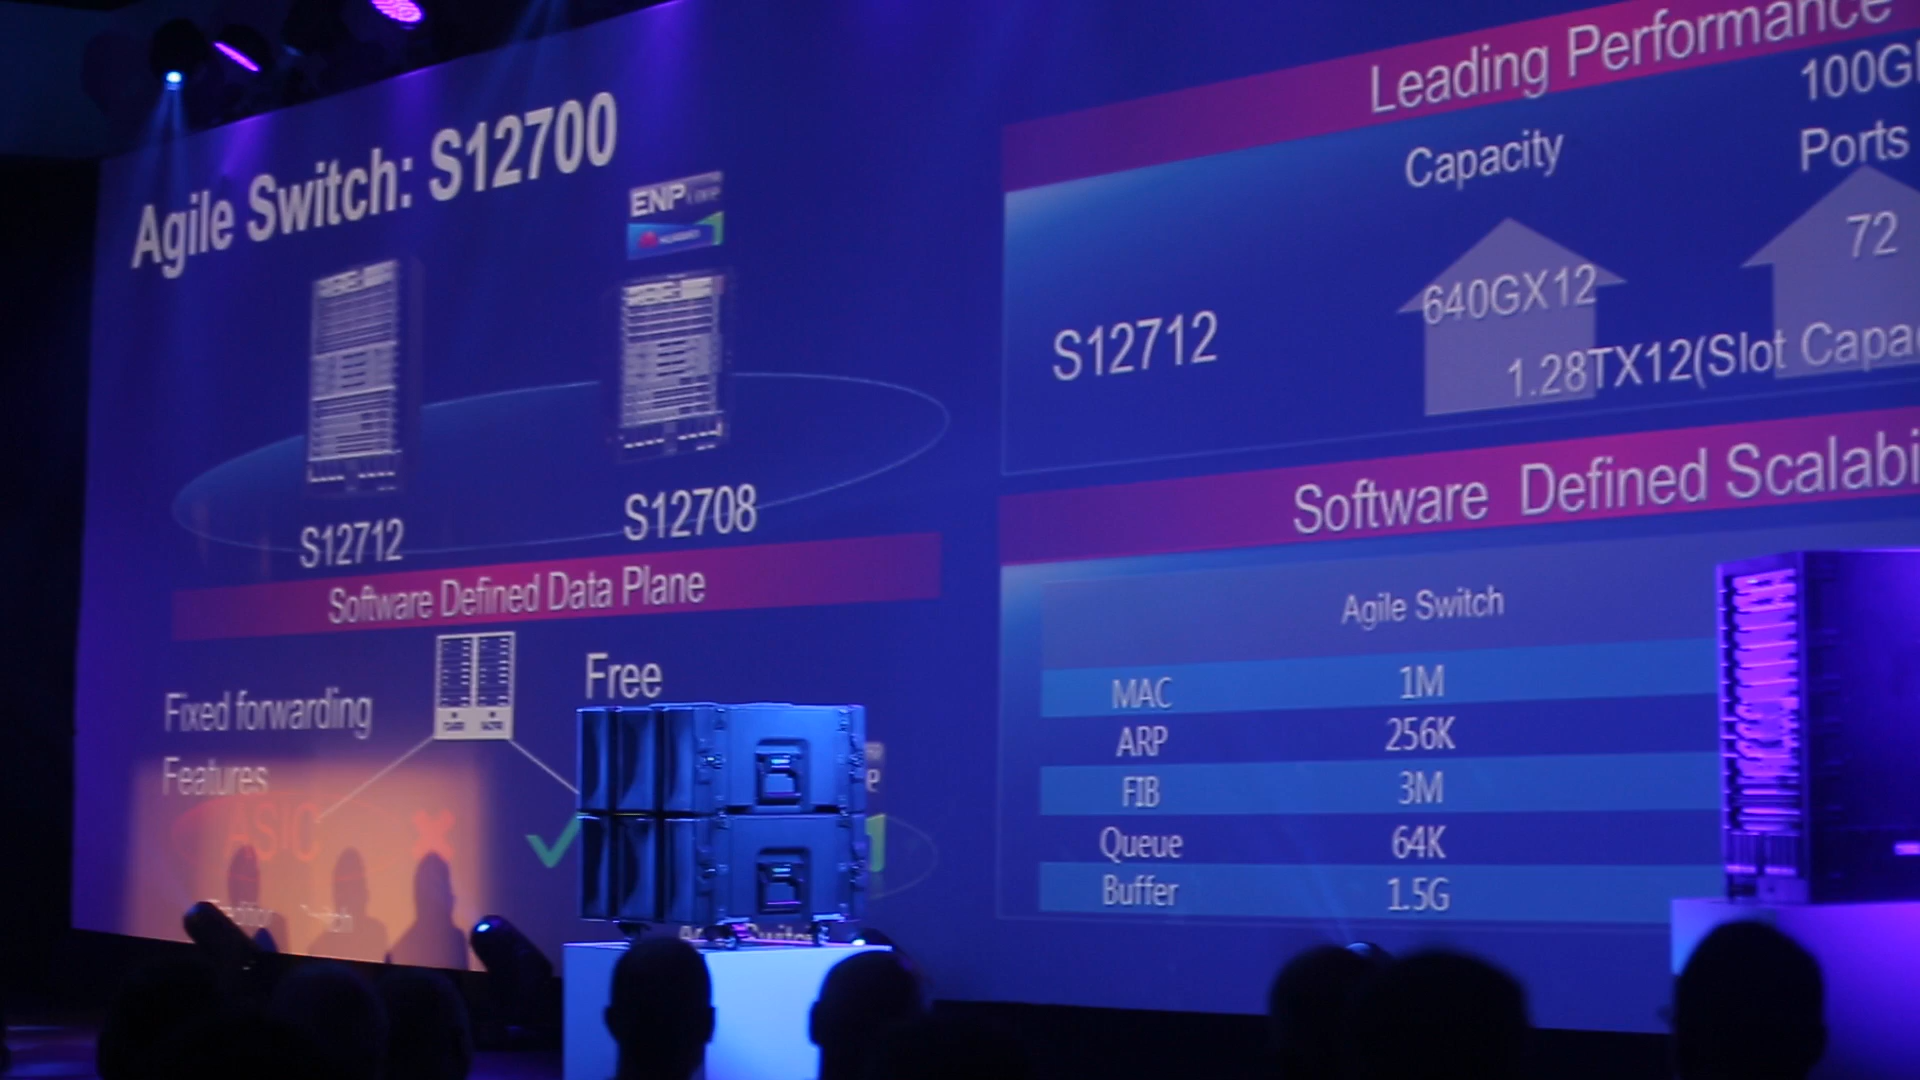 Agile Switch: S12700
ENP
S12712
S12708
Software Defined Data Plane
Fixed forwarding
Features
ASIC
Free
Leading Performance
Capacity
Ports
640GX12
72
S12712
1.28TX12(Slot
Software Defined
Agile Switch
MAC 1M
ARP 256K
FIB 3M
Queue 64K
Buffer 1.5G